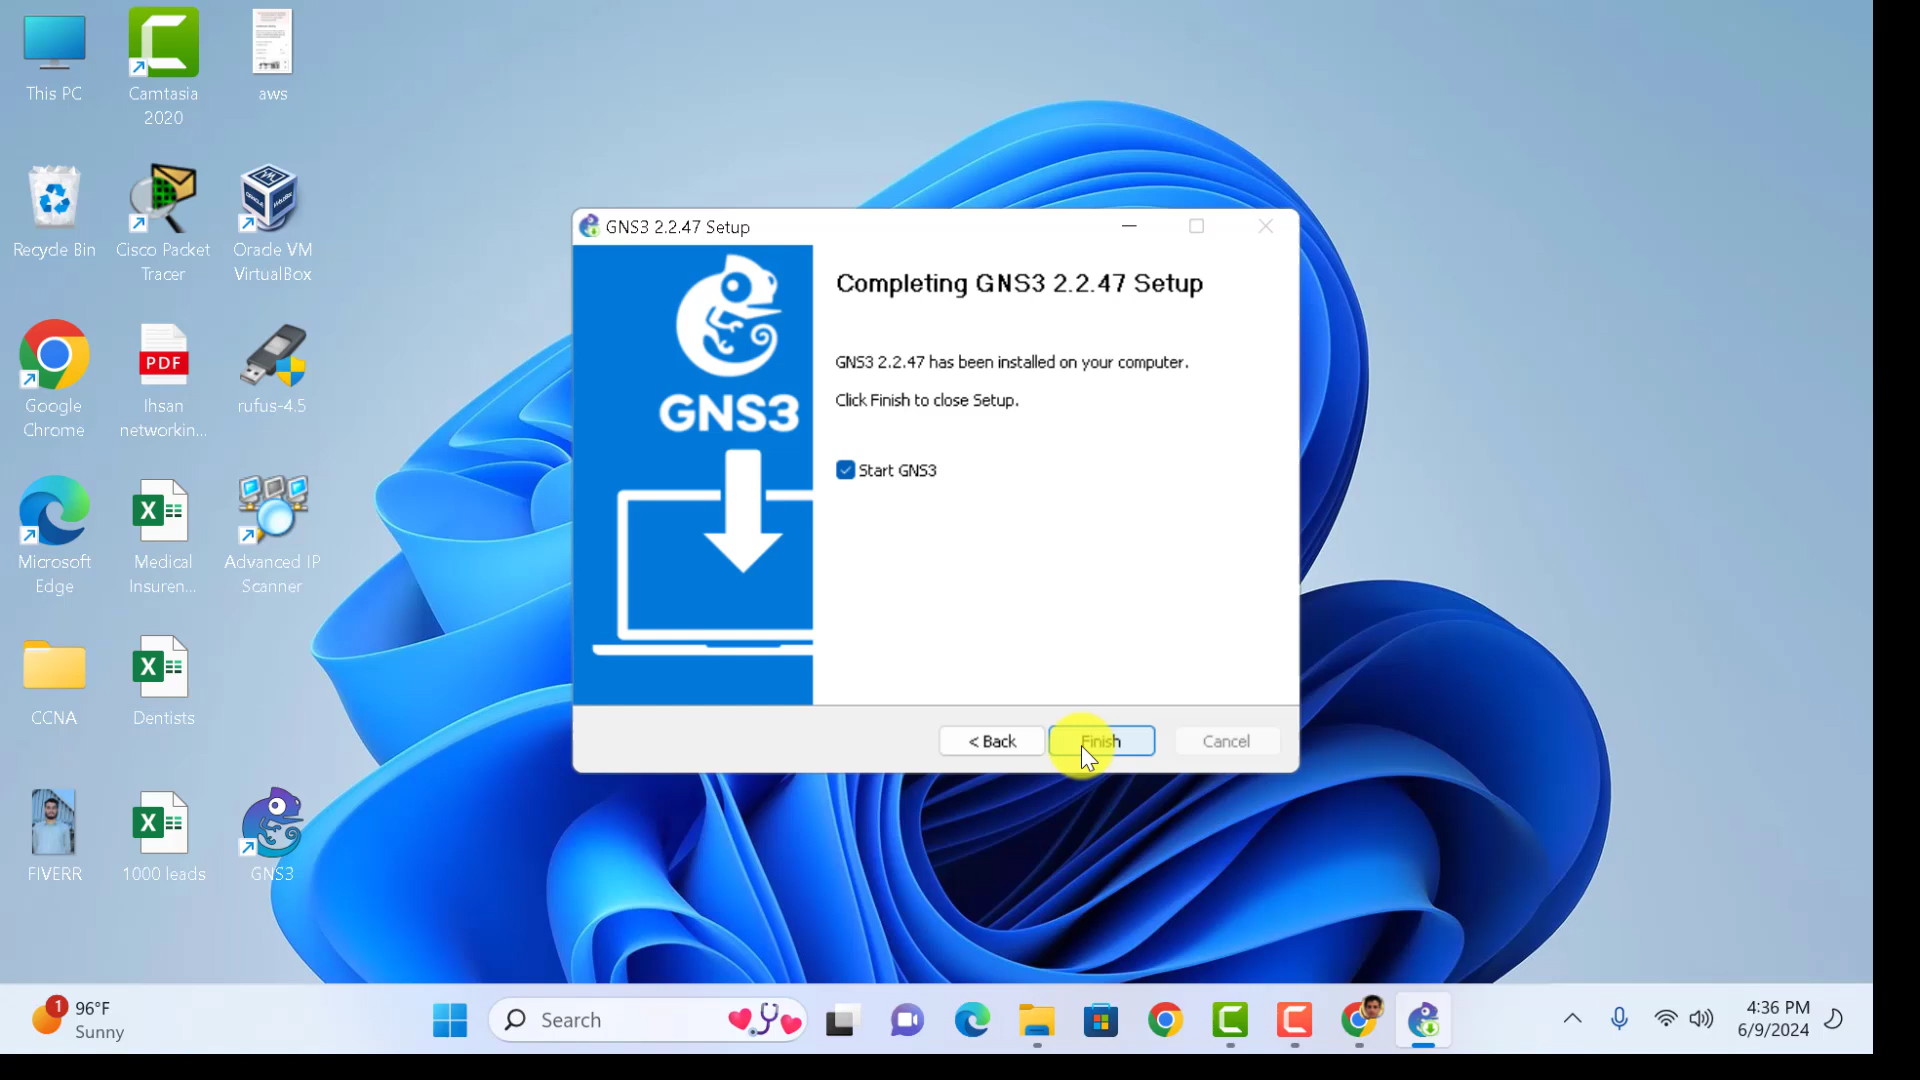 This PC
Camtasia
2020
aws
Recycle Bin
Cisco Packet
Tracer
Oracle VM
VirtualBox
Google
Chrome
PDF
Ihsan
networkin...
rufus-4.5
Microsoft
Edge
Medical
Insuren...
Advanced IP
Scanner
CCNA
Dentists
FIVERR
1000 leads
GNS3
GNS3 2.2.47 Setup
GNS3
Completing GNS3 2.2.47 Setup
GNS3 2.2.47 has been installed on your computer.
Click Finish to close Setup.
Start GNS3
< Back
Finish
Cancel
1
96°F
Sunny
Search
4:36 PM
6/9/2024